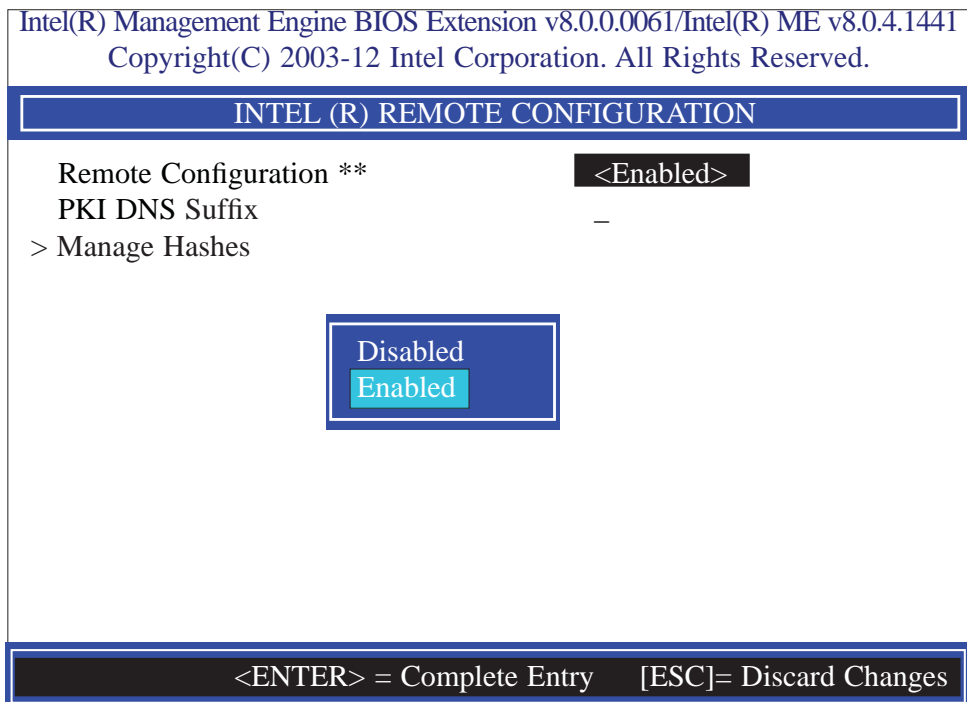 Intel(R) Management Engine BIOS Extension v8.0.0.0061/Intel(R) ME v8.0.4.1441
Copyright(C) 2003-12 Intel Corporation. All Rights Reserved.
INTEL (R) REMOTE CONFIGURATION
Remote Configuration ** <Enabled>
PKI DNS Suffix _
> Manage Hashes
Disabled
Enabled
<ENTER> = Complete Entry [ESC]= Discard Changes